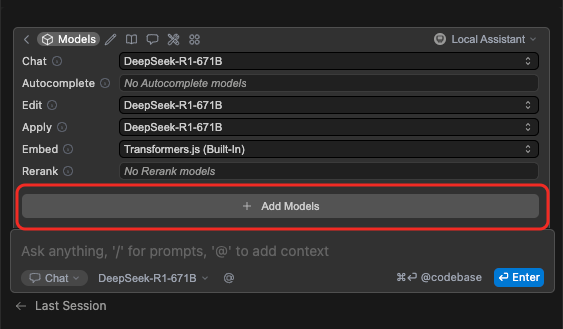 Models Local Assistant
Chat DeepSeek-R1-671B
Autocomplete No Autocomplete models
Edit DeepSeek-R1-671B
Apply DeepSeek-R1-671B
Embed Transformers.js (Built-In)
Rerank No Rerank models
+ Add Models
Ask anything, '/' for prompts, '@' to add context
Chat DeepSeek-R1-671B @ ⌘⏎ @codebase ⏎ Enter
← Last Session